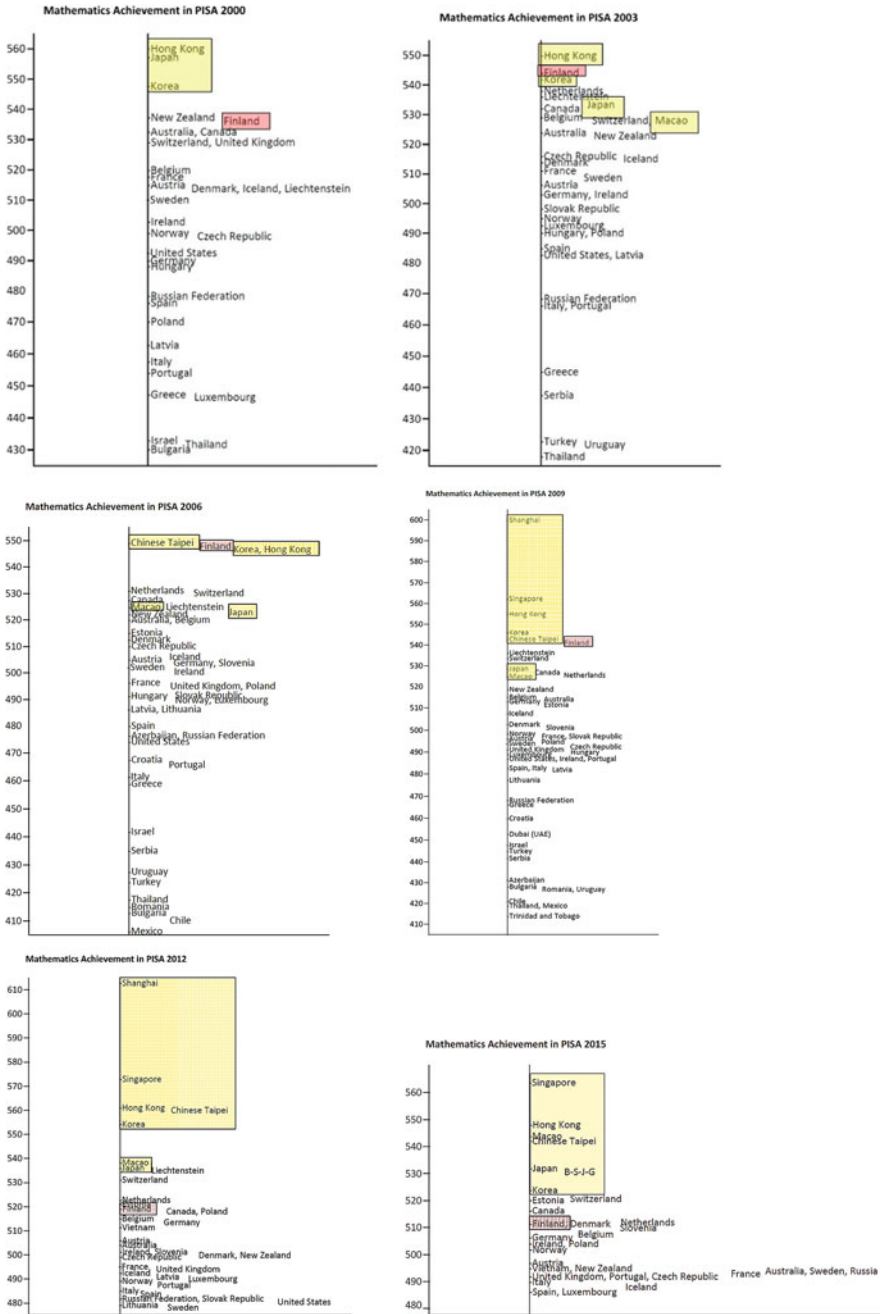 Mathematics Achievement in PISA 2000
560
550
540
530
520
510
500
490
480
470
460
450
440
430
Hong Kong
Japan
Korea
New Zealand Finland
Australia, Canada
Switzerland, United Kingdom
Belgium
France
Austria Denmark, Iceland, Liechtenstein
Sweden
Ireland
Norway Czech Republic
United States
Germany
Hungary
Russian Federation
Spain
Poland
Latvia
Italy
Portugal
Greece Luxembourg
Israel Thailand
Bulgaria
Mathematics Achievement in PISA 2003
550
540
530
520
510
500
490
480
470
460
450
440
430
420
Hong Kong
Finland
Korea
Netherlands
Liechtenstein
Canada Japan
Belgium Switzerland, Macao
Australia New Zealand
Czech Republic Iceland
Denmark
France
Austria Sweden
Germany, Ireland
Slovak Republic
Norway
Luxembourg
Hungary, Poland
Spain
United States, Latvia
Russian Federation
Italy, Portugal
Greece
Serbia
Turkey Uruguay
Thailand
Mathematics Achievement in PISA 2006
550
540
530
520
510
500
490
480
470
460
450
440
430
420
410
Chinese Taipei Finland Korea, Hong Kong
Netherlands Switzerland
Canada
Macao Liechtenstein Japan
New Zealand
Australia, Belgium
Estonia
Denmark
Czech Republic
Austria Iceland
Sweden Germany, Slovenia
Ireland
France United Kingdom, Poland
Hungary Slovak Republic
Norway, Luxembourg
Latvia, Lithuania
Spain
Azerbaijan, Russian Federation
United States
Croatia
Portugal
Italy
Greece
Israel
Serbia
Uruguay
Turkey
Thailand
Romania
Bulgaria
Chile
Mexico
Mathematics Achievement in PISA 2009
600
590
580
570
560
550
540
530
520
510
500
490
480
470
460
450
440
430
420
410
Shanghai
Singapore
Hong Kong
Korea
Chinese Taipei Finland
Liechtenstein
Switzerland
Japan Canada
Macao Netherlands
New Zealand
Belgium Australia
Germany Estonia
Iceland
Denmark Slovenia
Norway France, Slovak Republic
Austria
Sweden Poland
United Kingdom Czech Republic
Luxembourg Hungary
United States, Ireland, Portugal
Spain, Italy Latvia
Lithuania
Russian Federation
Greece
Croatia
Dubai (UAE)
Israel
Turkey
Serbia
Azerbaijan
Bulgaria Romania, Uruguay
Chile
Thailand, Mexico
Trinidad and Tobago
Mathematics Achievement in PISA 2012
610
600
590
580
570
560
550
540
530
520
510
500
490
480
Shanghai
Singapore
Hong Kong Chinese Taipei
Korea
Macao
Japan Liechtenstein
Switzerland
Netherlands
Finland Canada, Poland
Belgium Germany
Vietnam
Austria
Australia
Ireland, Slovenia Denmark, New Zealand
Czech Republic
France United Kingdom
Iceland Latvia Luxembourg
Norway Portugal
Italy Spain
Russian Federation, Slovak Republic United States
Lithuania Sweden
Mathematics Achievement in PISA 2015
560
550
540
530
520
510
500
490
480
Singapore
Hong Kong
Macao
Chinese Taipei
Japan B-S-J-G
Korea
Estonia Switzerland
Canada
Finland, Denmark Netherlands
Slovenia
Germany Belgium
Ireland, Poland
Norway
Austria
Vietnam, New Zealand
United Kingdom, Portugal, Czech Republic France Australia, Sweden, Russia
Italy
Spain, Luxembourg Iceland